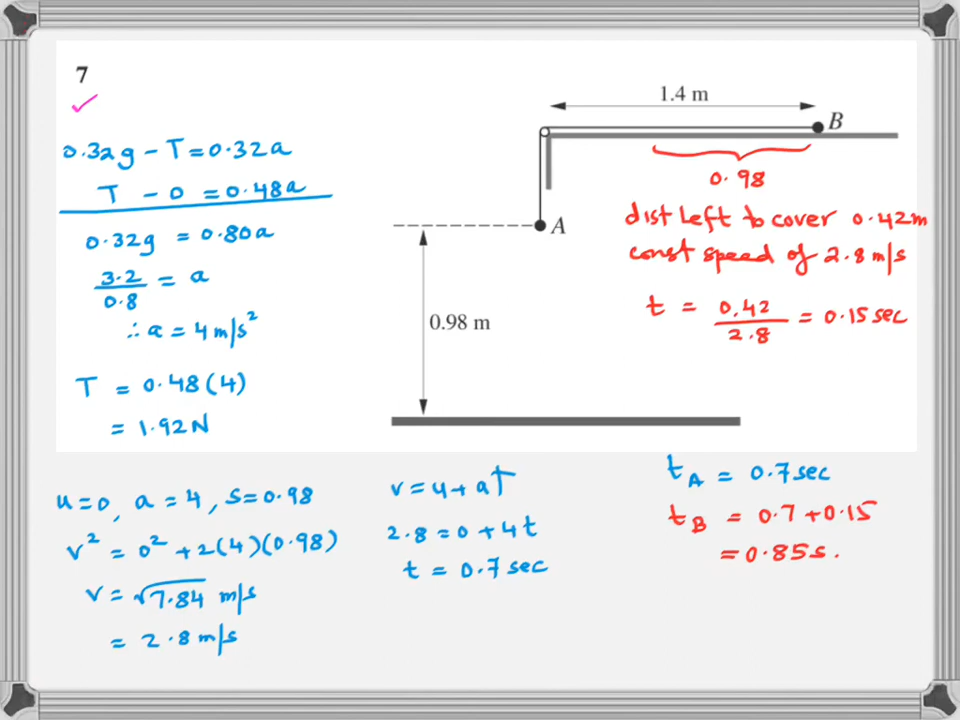 7
0.32g - T = 0.32a
T - 0 = 0.48a
0.32g = 0.80a
3.2/0.8 = a
∴ a = 4 m/s²
T = 0.48(4)
= 1.92N
1.4 m
B
A
0.98 m
0.98
dist left to cover 0.42m
const speed of 2.8 m/s
t = 0.42/2.8 = 0.15 sec
u=0, a=4, S=0.98
v² = 0² + 2(4)(0.98)
v = √7.84 m/s
= 2.8 m/s
v = u + aT
2.8 = 0 + 4t
t = 0.7 sec
tA = 0.7 sec
tB = 0.7 + 0.15
= 0.85 s.